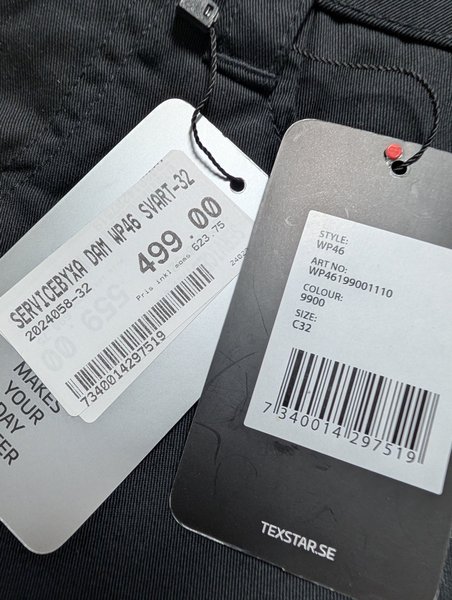 SERVICEBYXA DAM WP46 SVART-32
2024058-32
499.00
Pris inkl moms 623.75
7340014297519
MAKES
YOUR
DAY
STYLE:
WP46
ART NO:
WP46199001110
COLOUR:
9900
SIZE:
C32
7 340014 297519
TEXSTAR.SE